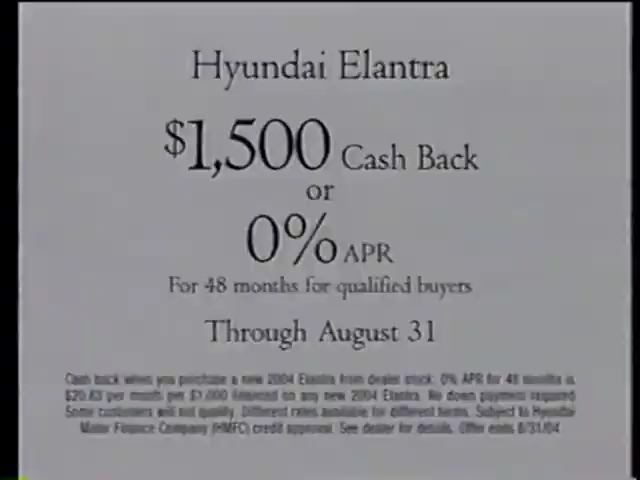 Hyundai Elantra
$1,500 Cash Back
or
0% APR
For 48 months for qualified buyers
Through August 31
Cash back when you purchase a new 2004 Elantra from dealer stock. 0% APR for 48 months is
$20.83 per month per $1,000 financed on any new 2004 Elantra. No down payment required
Some customers will not qualify. Different rates available for different terms. Subject to Hyundai
Motor Finance Company (HMFC) credit approval. See dealer for details. Offer ends 8/31/04